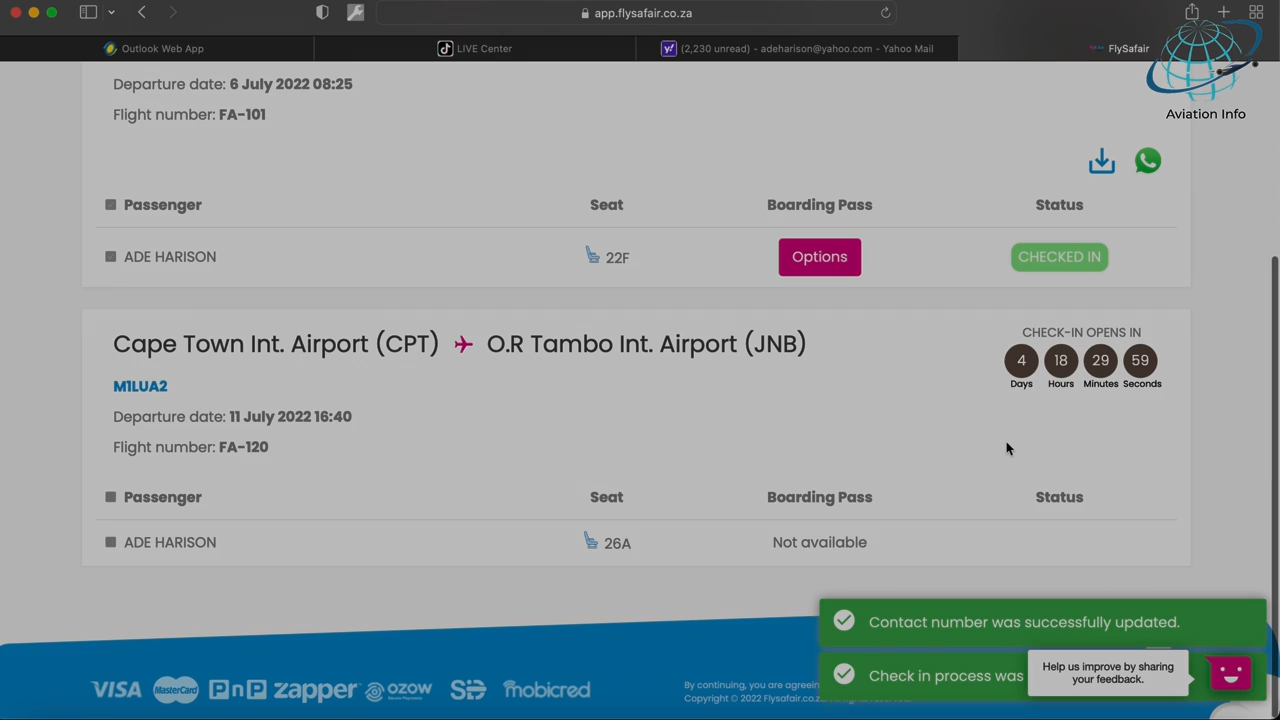 app.flysafair.co.za
Outlook Web App
LIVE Center
(2,230 unread) - adeharison@yahoo.com - Yahoo Mail
FlySafair
Aviation Info
Departure date: 6 July 2022 08:25
Flight number: FA-101
Passenger Seat Boarding Pass Status
ADE HARISON 22F Options CHECKED IN
Cape Town Int. Airport (CPT) O.R Tambo Int. Airport (JNB)
CHECK-IN OPENS IN
4 18 29 59
Days Hours Minutes Seconds
M1LUA2
Departure date: 11 July 2022 16:40
Flight number: FA-120
Passenger Seat Boarding Pass Status
ADE HARISON 26A Not available
Contact number was successfully updated.
Check in process was
Help us improve by sharing
your feedback.
VISA MasterCard PnP zapper OZOW SiD mobicred
By continuing, you are agreein
Copyright © 2022 FlySafair.co.za